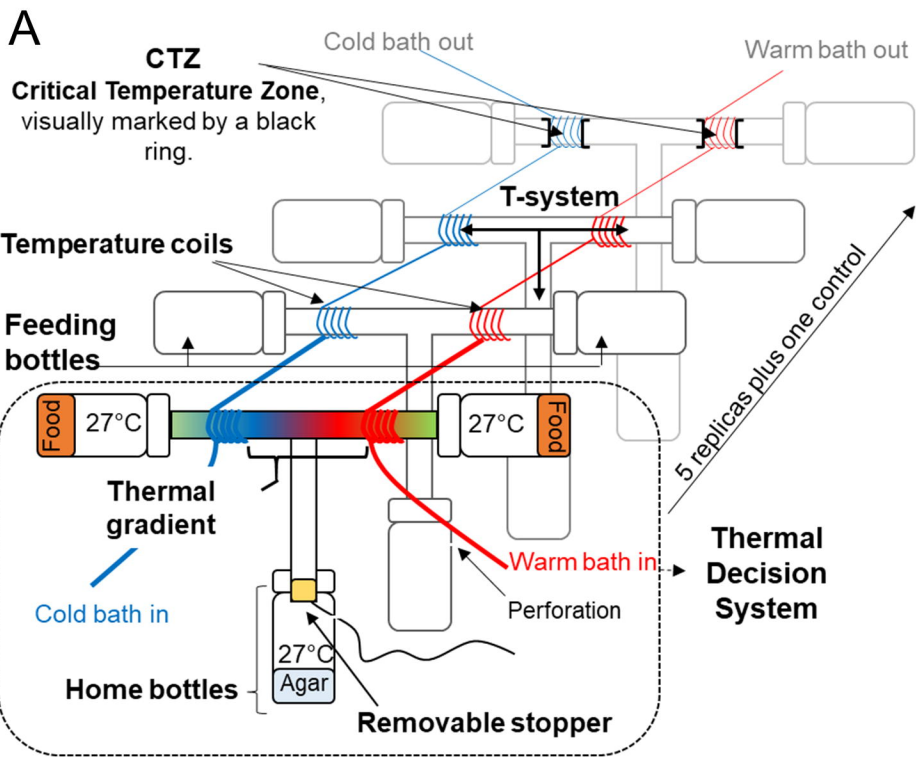 A
Cold bath out
Warm bath out
CTZ
Critical Temperature Zone,
visually marked by a black
ring.
T-system
Temperature coils
Feeding
bottles
5 replicas plus one control
Food
27°C
27°C
Food
Thermal
gradient
Cold bath in
Warm bath in
Thermal
Decision
System
Perforation
27°C
Agar
Home bottles
Removable stopper